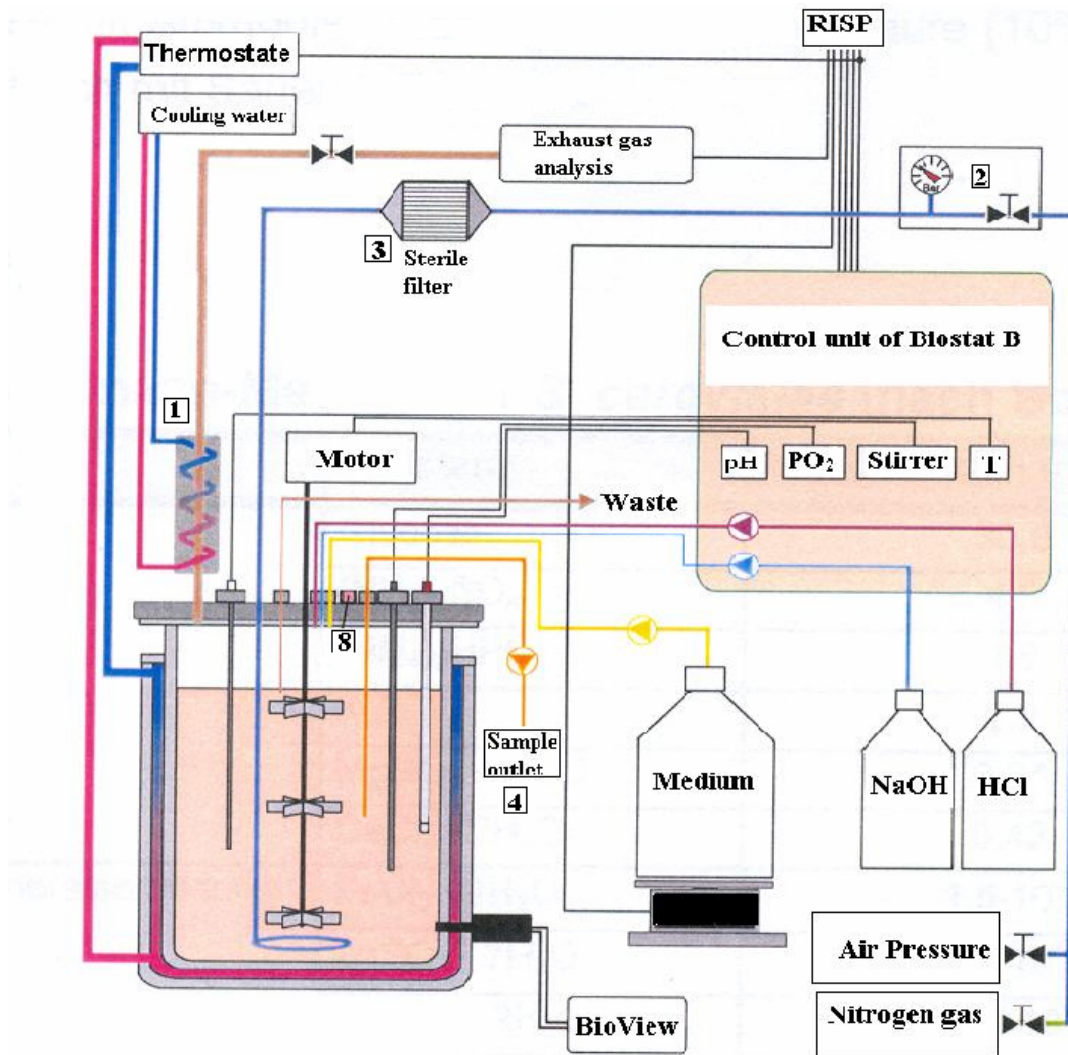 RISP
Thermostate
Cooling water
Exhaust gas
analysis
2
Bar
3
Sterile
filter
Control unit of Biostat B
1
Motor
pH
PO₂
Stirrer
T
Waste
8
Sample
outlet
4
Medium
NaOH
HCl
Air Pressure
Nitrogen gas
BioView